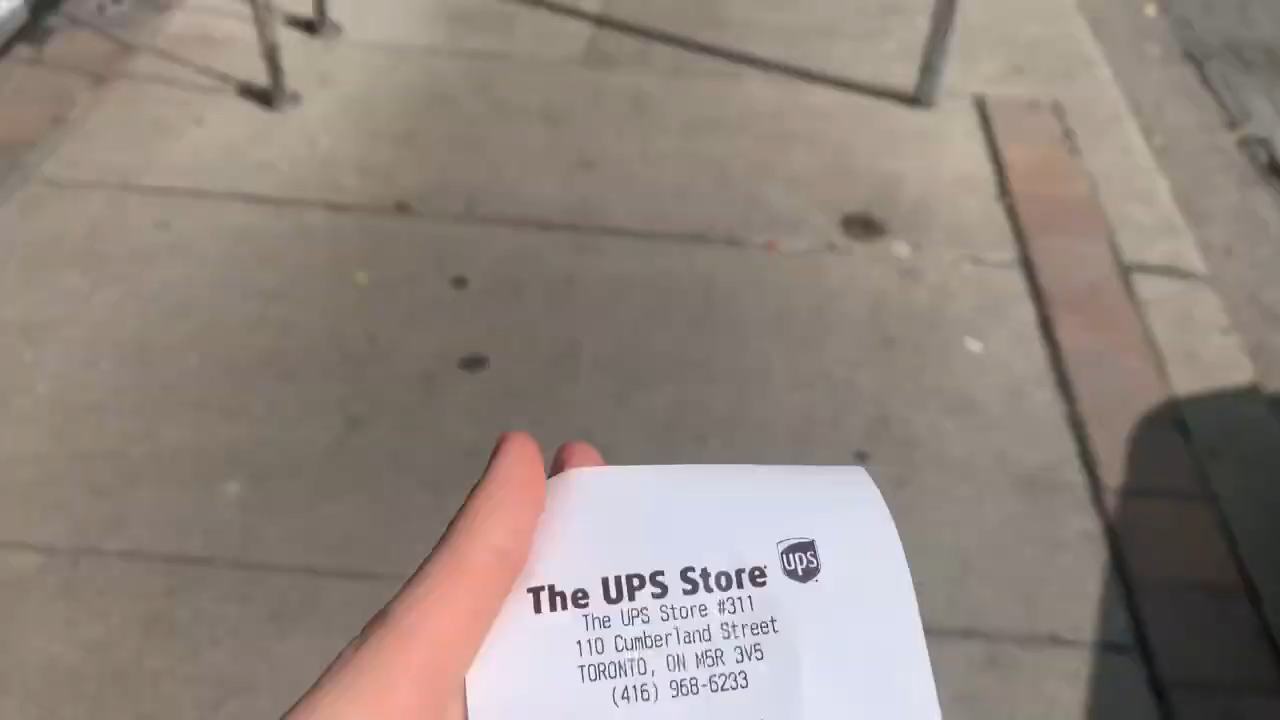 The UPS Store ups
The UPS Store #311
110 Cumberland Street
TORONTO, ON M5R 3V5
(416) 968-6233